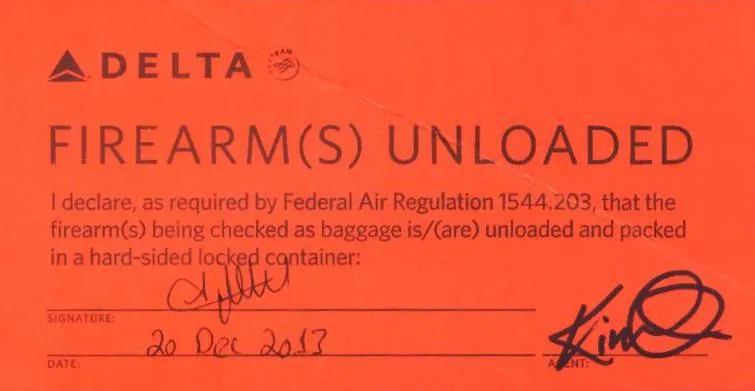 DELTA
FIREARM(S) UNLOADED
I declare, as required by Federal Air Regulation 1544.203, that the
firearm(s) being checked as baggage is/(are) unloaded and packed
in a hard-sided locked container:
SIGNATURE:
20 Dec 2013
DATE:
AGENT: